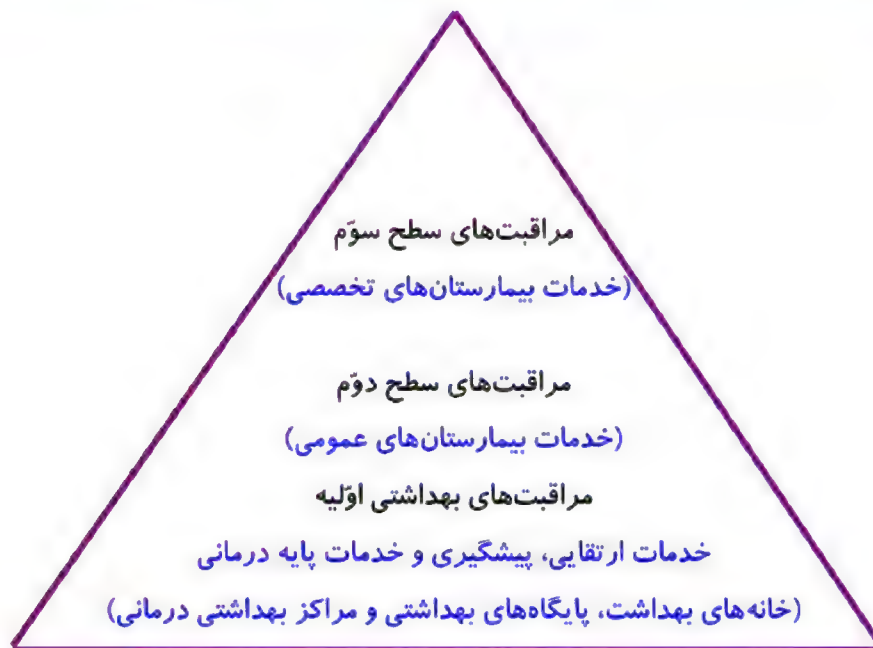 مراقبت‌های سطح سوّم
(خدمات بیمارستان‌های تخصصی)
مراقبت‌های سطح دوّم
(خدمات بیمارستان‌های عمومی)
مراقبت‌های بهداشتی اوّلیه
خدمات ارتقایی، پیشگیری و خدمات پایه درمانی
(خانه‌های بهداشت، پایگاه‌های بهداشتی و مراکز بهداشتی درمانی)